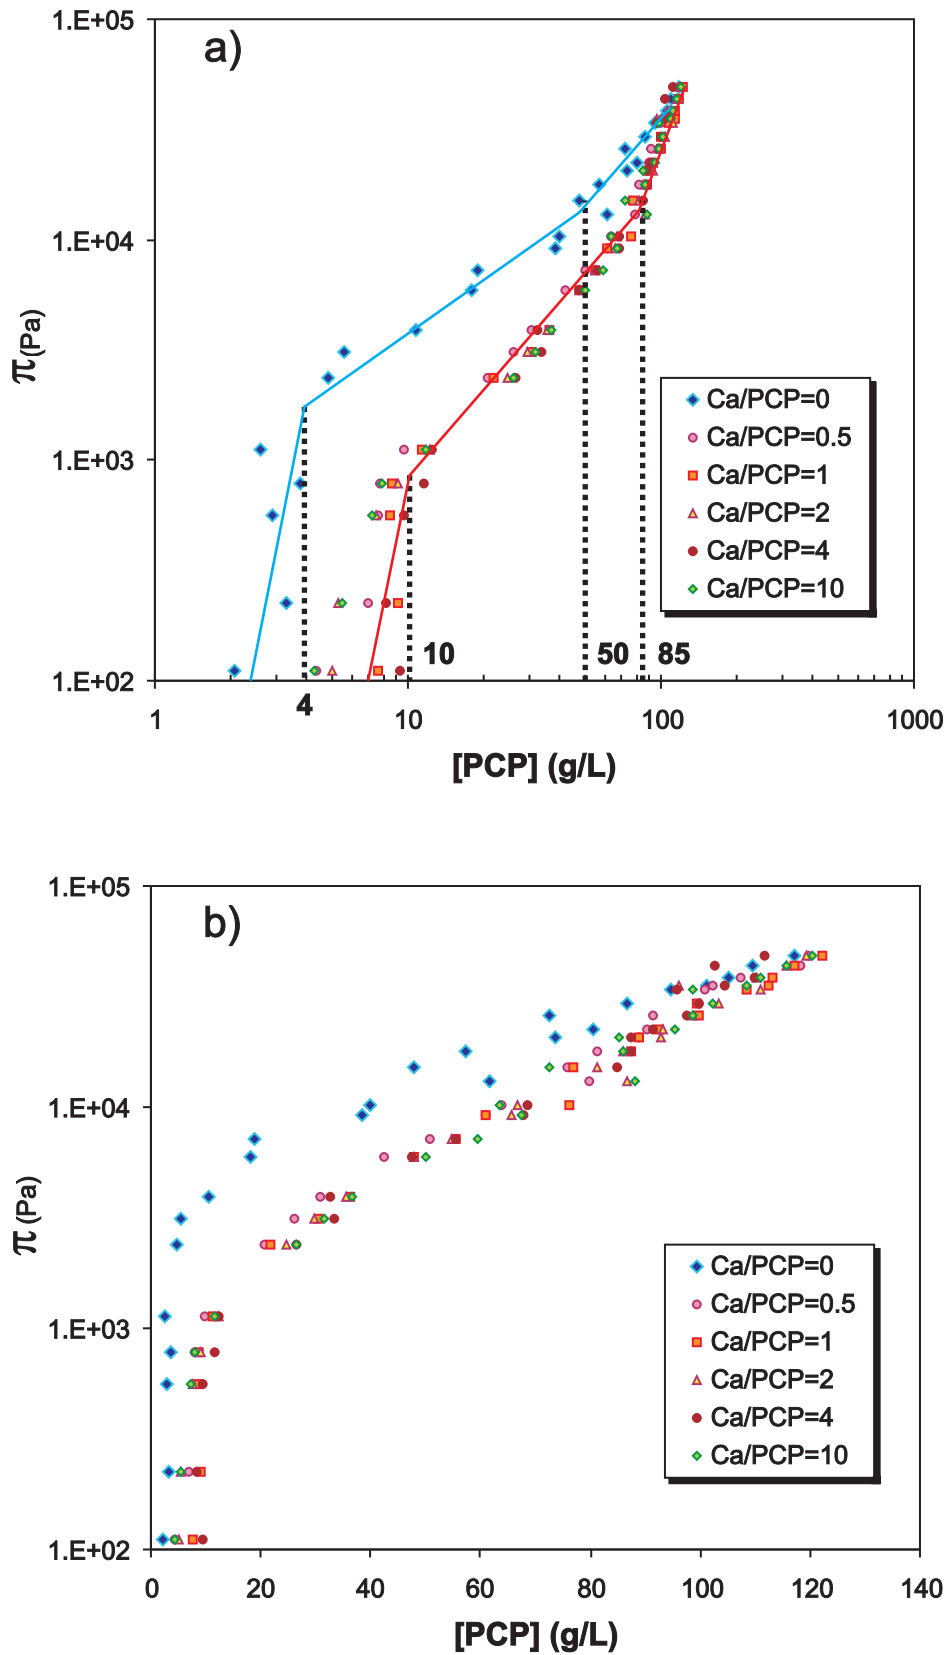 1.E+05
a)
1.E+04
π(Pa)
1.E+03
Ca/PCP=0
Ca/PCP=0.5
Ca/PCP=1
Ca/PCP=2
Ca/PCP=4
Ca/PCP=10
10
50
85
1.E+02
4
1
10
100
1000
[PCP] (g/L)
1.E+05
b)
1.E+04
π(Pa)
1.E+03
Ca/PCP=0
Ca/PCP=0.5
Ca/PCP=1
Ca/PCP=2
Ca/PCP=4
Ca/PCP=10
1.E+02
0
20
40
60
80
100
120
140
[PCP] (g/L)